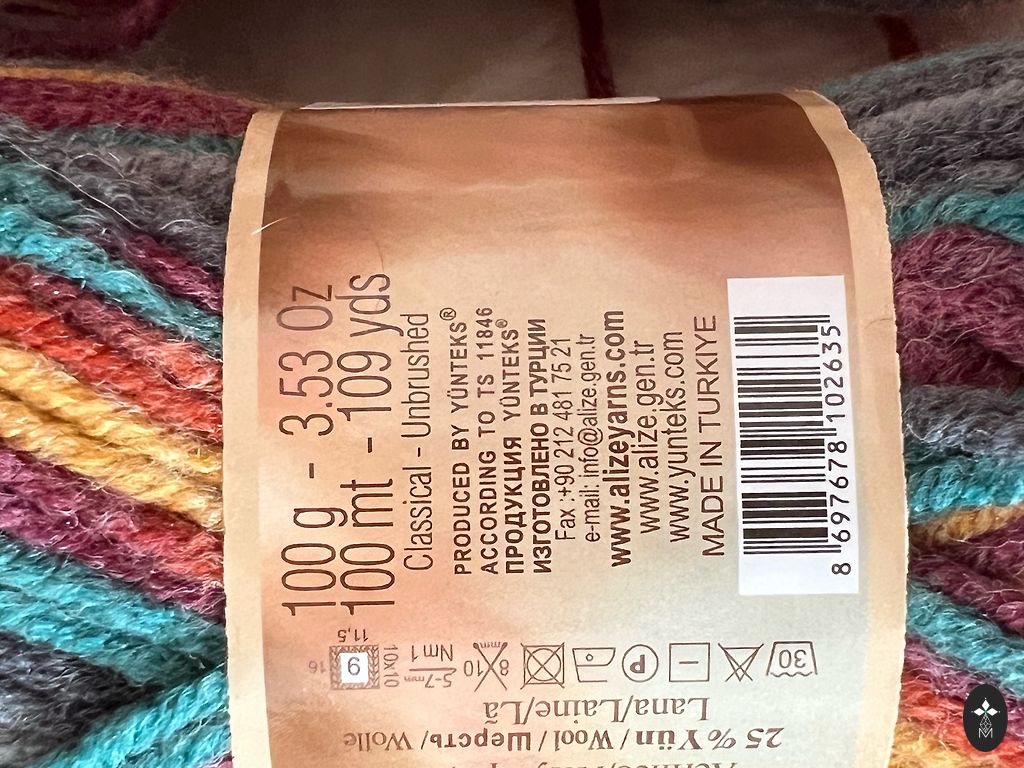 100 g - 3.53 Oz
100 mt - 109 yds
Classical - Unbrushed
PRODUCED BY YÜNTEKS®
ACCORDING TO TS 11846
ПРОДУКЦИЯ YÜNTEKS®
ИЗГОТОВЛЕНО В ТУРЦИИ
Fax :+90 212 481 75 21
e-mail: info@alize.gen.tr
www.alizeyarns.com
www.alize.gen.tr
www.yunteks.com
MADE IN TURKIYE
8 697678 102635
25 % Yün / Wool / Шерсть / Wolle
Lana/Laine/Lã
30
P
8/10 mm
5-7 mm
Nm1
10x10
9
16
11,5
M